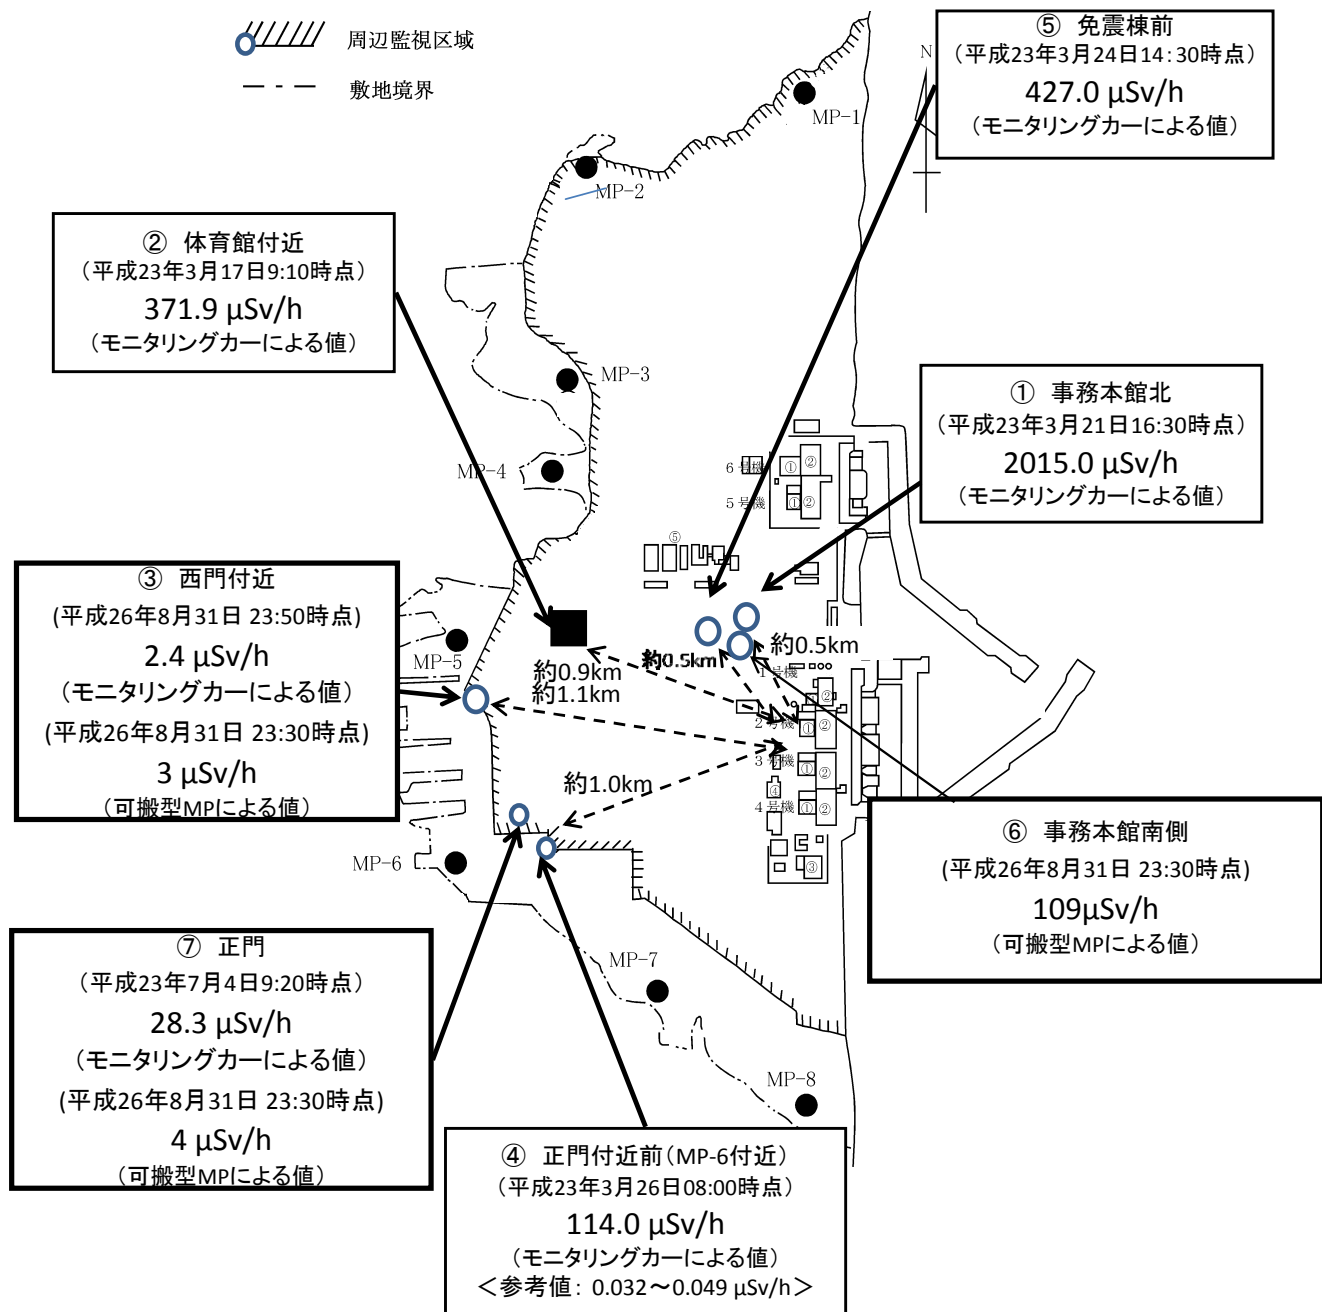 周辺監視区域
敷地境界
⑤ 免震棟前
(平成23年3月24日14:30時点)
427.0 µSv/h
(モニタリングカーによる値)
N
MP-1
MP-2
② 体育館付近
(平成23年3月17日9:10時点)
371.9 µSv/h
(モニタリングカーによる値)
MP-3
MP-4
① 事務本館北
(平成23年3月21日16:30時点)
2015.0 µSv/h
(モニタリングカーによる値)
6号機
① ②
5号機
① ②
⑤
③ 西門付近
(平成26年8月31日 23:50時点)
2.4 µSv/h
(モニタリングカーによる値)
(平成26年8月31日 23:30時点)
3 µSv/h
(可搬型MPによる値)
MP-5
約0.9km
約1.1km
約0.5km
約0.5km
1号機
②
2号機
① ②
3号機
① ②
④
4号機
① ②
③
約1.0km
MP-6
⑥ 事務本館南側
(平成26年8月31日 23:30時点)
109µSv/h
(可搬型MPによる値)
⑦ 正門
(平成23年7月4日9:20時点)
28.3 µSv/h
(モニタリングカーによる値)
(平成26年8月31日 23:30時点)
4 µSv/h
(可搬型MPによる値)
MP-7
MP-8
④ 正門付近前(MP-6付近)
(平成23年3月26日08:00時点)
114.0 µSv/h
(モニタリングカーによる値)
<参考値: 0.032～0.049 µSv/h>